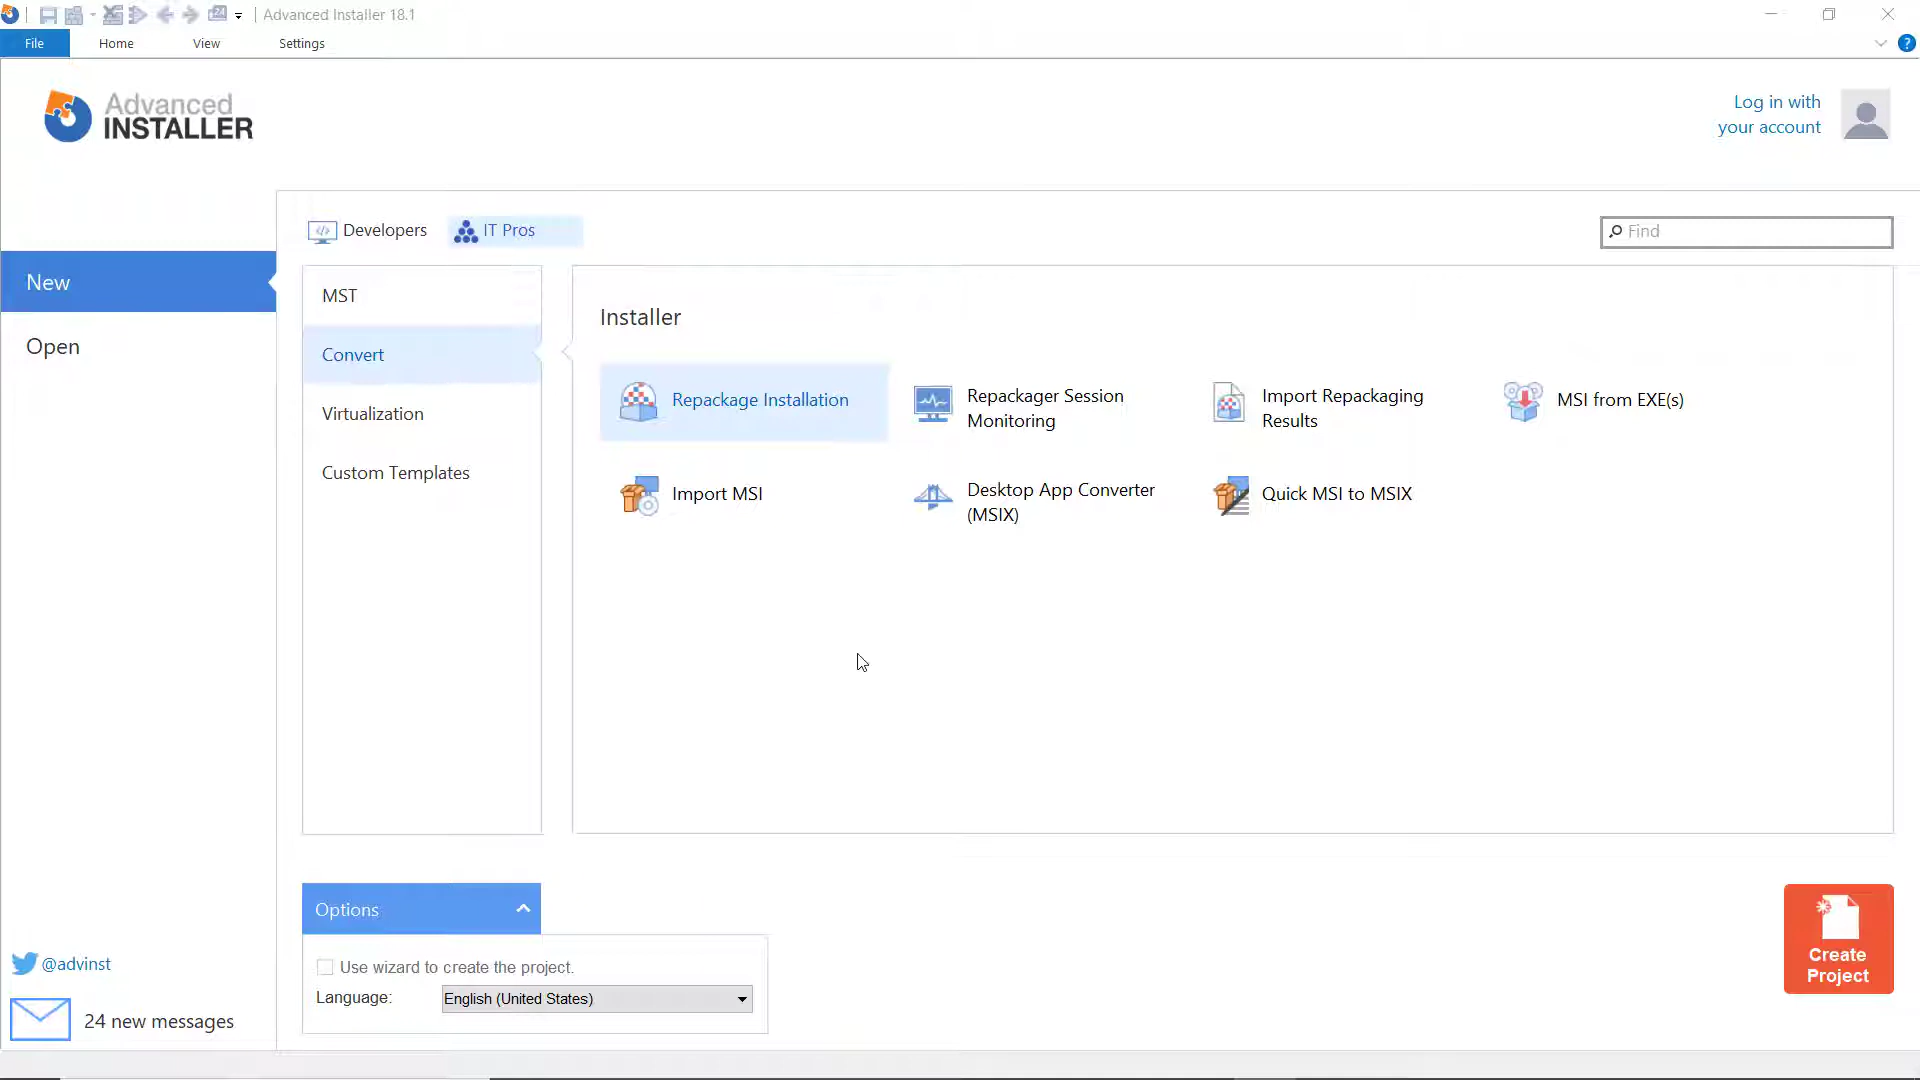 24
Advanced Installer 18.1
File
Home
View
Settings
?
Advanced
INSTALLER
Log in with
your account
Developers
IT Pros
Find
New
Open
MST
Convert
Virtualization
Custom Templates
Installer
Repackage Installation
Repackager Session
Monitoring
Import Repackaging
Results
MSI from EXE(s)
Import MSI
Desktop App Converter
(MSIX)
Quick MSI to MSIX
Options
Use wizard to create the project.
Language:
English (United States)
Create
Project
@advinst
24 new messages